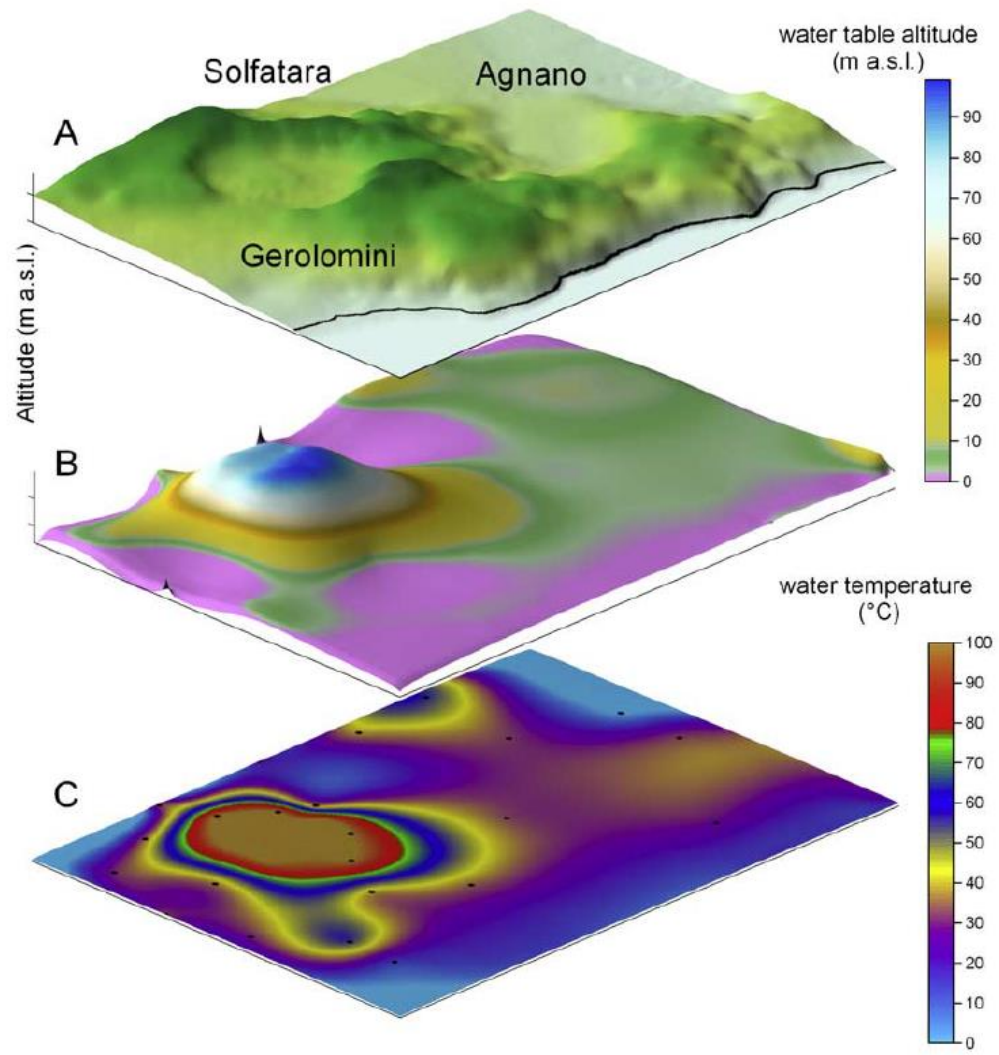 water table altitude
(m a.s.l.)
Solfatara
Agnano
A
90
80
70
60
50
40
30
20
10
0
Gerolomini
Altitude (m a.s.l.)
B
water temperature
(°C)
100
90
80
70
60
50
40
30
20
10
0
C